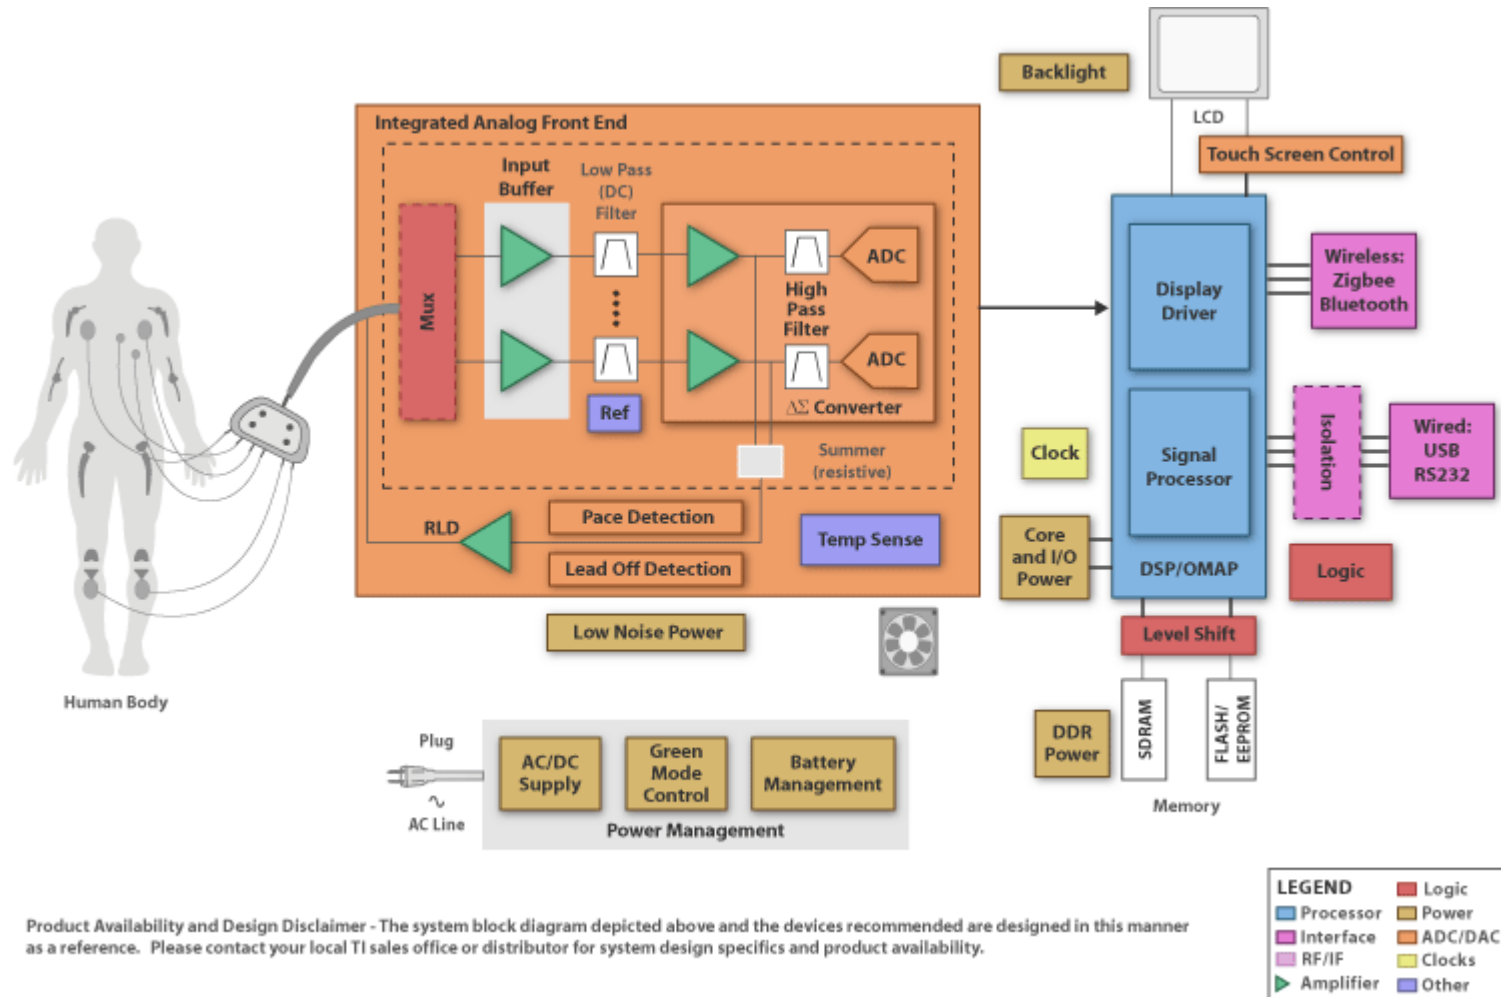 Backlight
LCD
Touch Screen Control
Integrated Analog Front End
Input
Buffer
Low Pass
(DC)
Filter
Mux
ADC
High
Pass
Filter
ADC
Ref
ΔΣ Converter
Summer
(resistive)
RLD
Pace Detection
Lead Off Detection
Temp Sense
Low Noise Power
Human Body
Display
Driver
Signal
Processor
DSP/OMAP
Wireless:
Zigbee
Bluetooth
Isolation
Wired:
USB
RS232
Clock
Core
and I/O
Power
Logic
Level Shift
DDR
Power
SDRAM
FLASH/
EEPROM
Memory
Plug
AC Line
AC/DC
Supply
Green
Mode
Control
Battery
Management
Power Management
LEGEND
Processor
Interface
RF/IF
Amplifier
Logic
Power
ADC/DAC
Clocks
Other
Product Availability and Design Disclaimer - The system block diagram depicted above and the devices recommended are designed in this manner
as a reference. Please contact your local TI sales office or distributor for system design specifics and product availability.